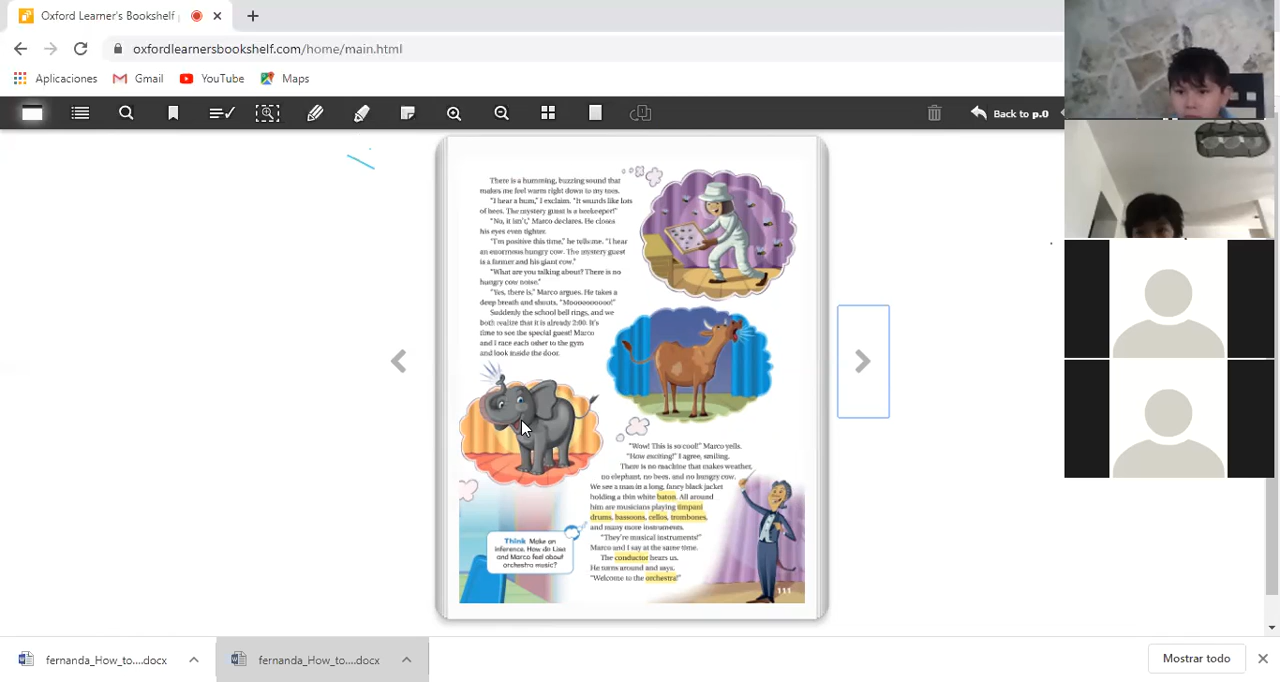 Oxford Learner's Bookshelf
oxfordlearnersbookshelf.com/home/main.html
Aplicaciones
Gmail
YouTube
Maps
Back to p.0
There is a humming, buzzing sound that
makes me feel warm right down to my toes.
"I hear a hum," I exclaim. "It sounds like lots
of bees. The mystery guest is a beekeeper!"
"No, it isn't," Marco declares. He closes
his eyes even tighter.
"I'm positive this time," he tells me. "I hear
an enormous hungry cow. The mystery guest
is a farmer and his giant cow."
"What are you talking about? There is no
hungry cow noise."
"Yes, there is," Marco argues. He takes a
deep breath and shouts, "Moooooooooo!"
Suddenly the school bell rings, and we
both realize that it is already 2:00. It's
time to see the special guest! Marco
and I race each other to the gym
and look inside the door.
"Wow! This is so cool!" Marco yells.
"How exciting!" I agree, smiling.
There is no machine that makes weather,
no elephant, no bees, and no hungry cow.
We see a man in a long, fancy black jacket
holding a thin white baton. All around
him are musicians playing timpani
drums, bassoons, cellos, trombones,
and many more instruments.
"They're musical instruments!"
Marco and I say at the same time.
The conductor hears us.
He turns around and says,
"Welcome to the orchestra!"
Think Make an
inference. How do Lisa
and Marco feel about
orchestra music?
111
fernanda_How_to....docx
fernanda_How_to....docx
Mostrar todo